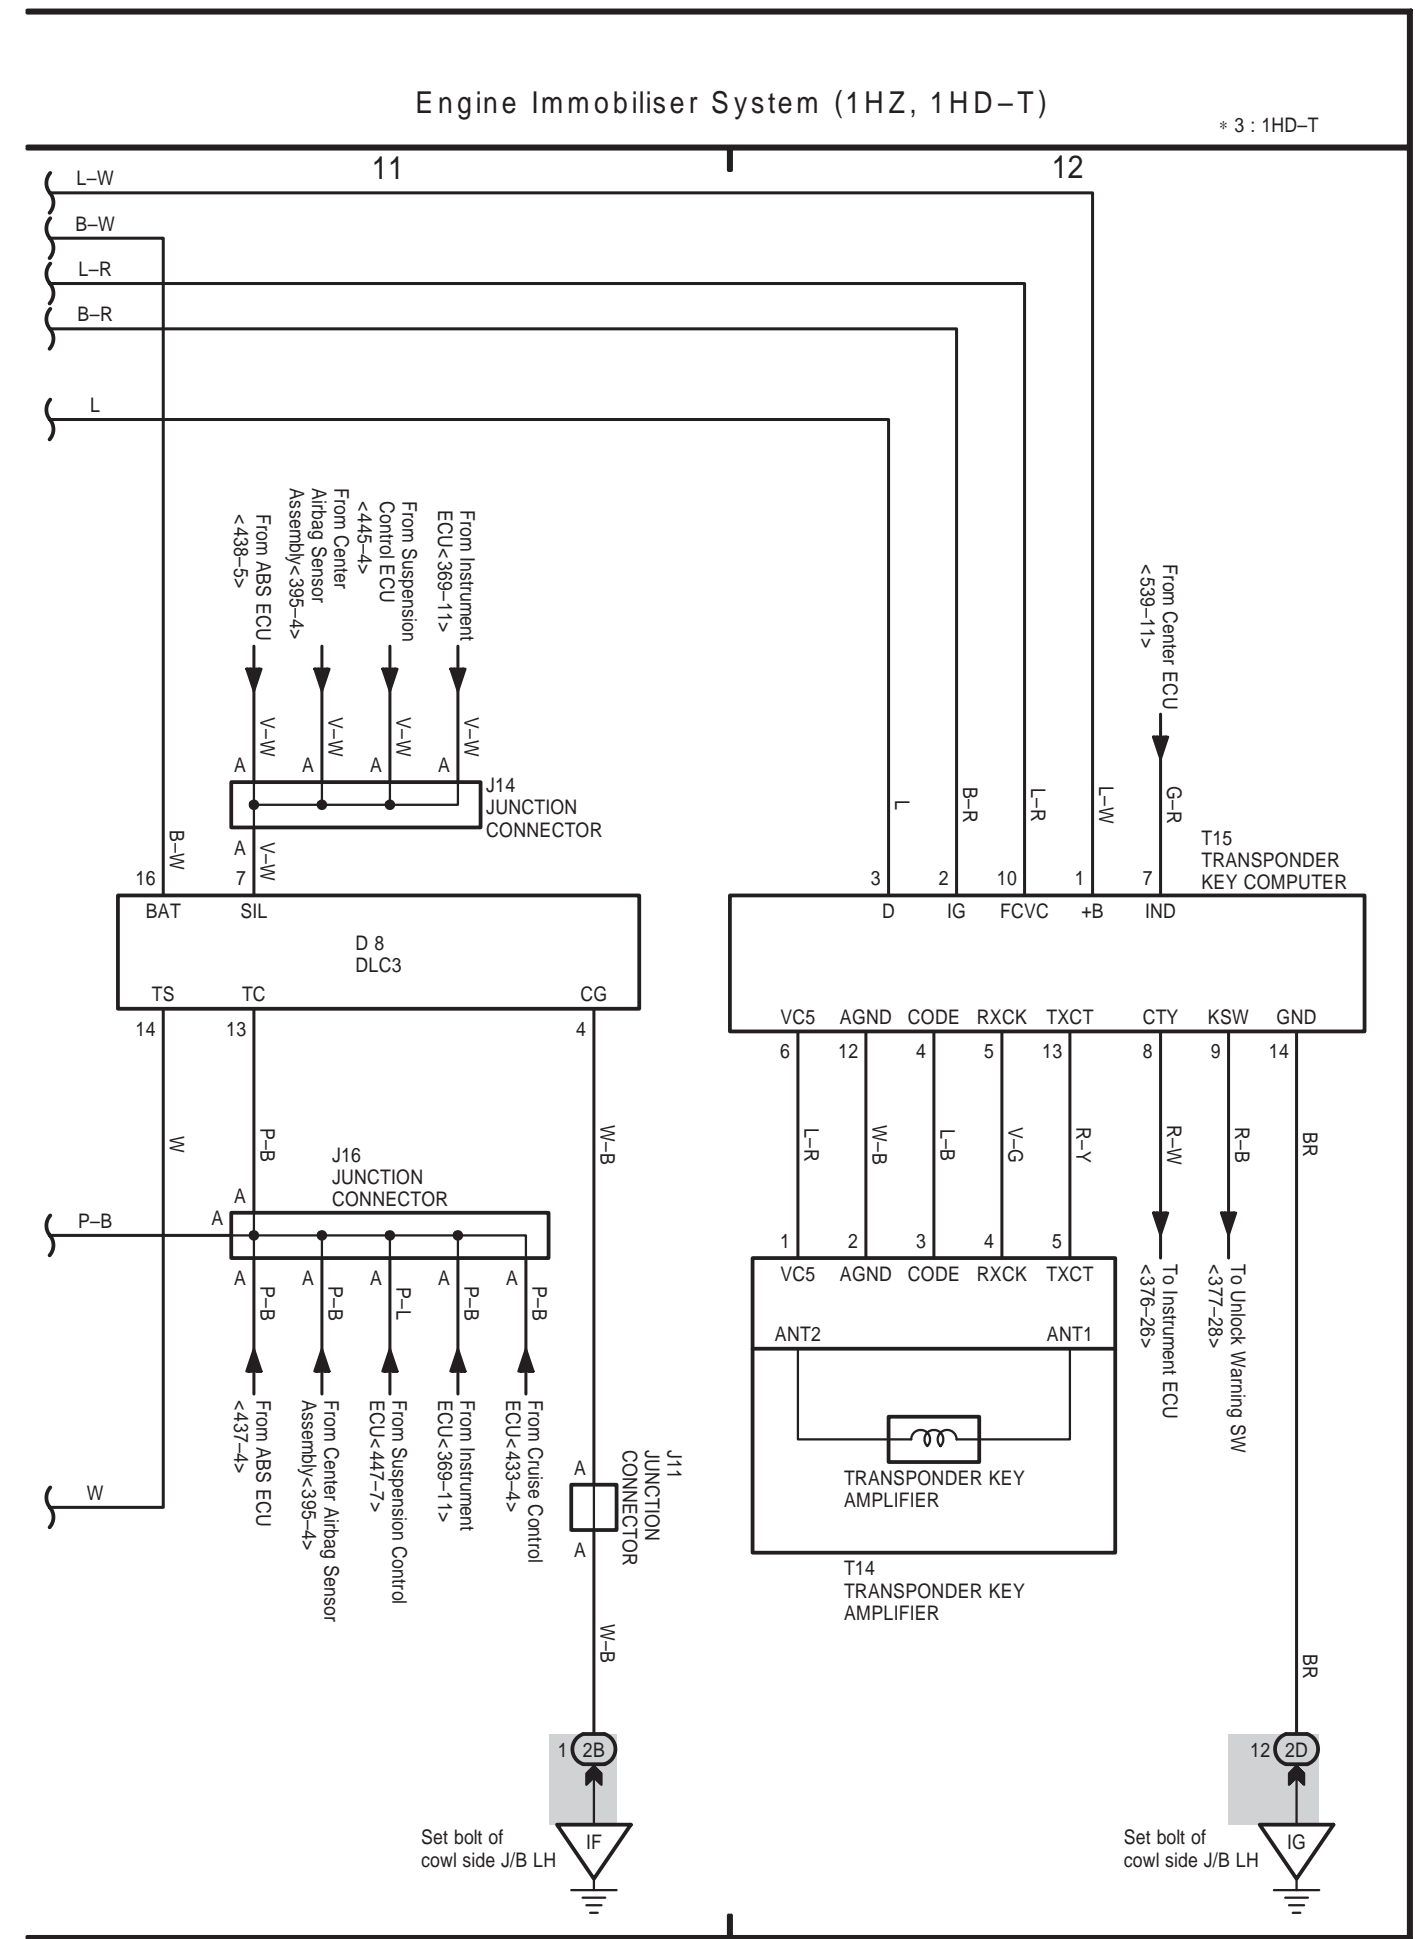 Engine Immobiliser System (1HZ, 1HD–T)
* 3 : 1HD–T
11
12
L–W
B–W
L–R
B–R
L
From ABS ECU
<438–5>
From Center
Airbag Sensor
Assembly<395–4>
From Suspension
Control ECU
<445–4>
From Instrument
ECU<369–11>
From Center ECU
<539–11>
V–W
V–W
V–W
V–W
A
A
A
A
J14
JUNCTION
CONNECTOR
A
V–W
B–W
L
B–R
L–R
L–W
G–R
T15
TRANSPONDER
KEY COMPUTER
16
7
3
2
10
1
7
BAT
SIL
D
IG
FCVC
+B
IND
D 8
DLC3
TS
TC
CG
VC5
AGND
CODE
RXCK
TXCT
CTY
KSW
GND
14
13
4
6
12
4
5
13
8
9
14
W
P–B
W–B
L–R
W–B
L–B
V–G
R–Y
R–W
R–B
BR
J16
JUNCTION
CONNECTOR
A
A
P–B
A
A
A
A
A
P–B
P–B
P–L
P–B
P–B
1
2
3
4
5
VC5
AGND
CODE
RXCK
TXCT
ANT2
ANT1
To Instrument ECU
<376–26>
To Unlock Warning SW
<377–28>
From ABS ECU
<437–4>
From Center Airbag Sensor
Assembly<395–4>
From Suspension Control
ECU<447–7>
From Instrument
ECU<369–11>
From Cruise Control
ECU<433–4>
W
A
J11
JUNCTION
CONNECTOR
A
TRANSPONDER KEY
AMPLIFIER
T14
TRANSPONDER KEY
AMPLIFIER
W–B
BR
1
2B
12
2D
Set bolt of
cowl side J/B LH
IF
Set bolt of
cowl side J/B LH
IG